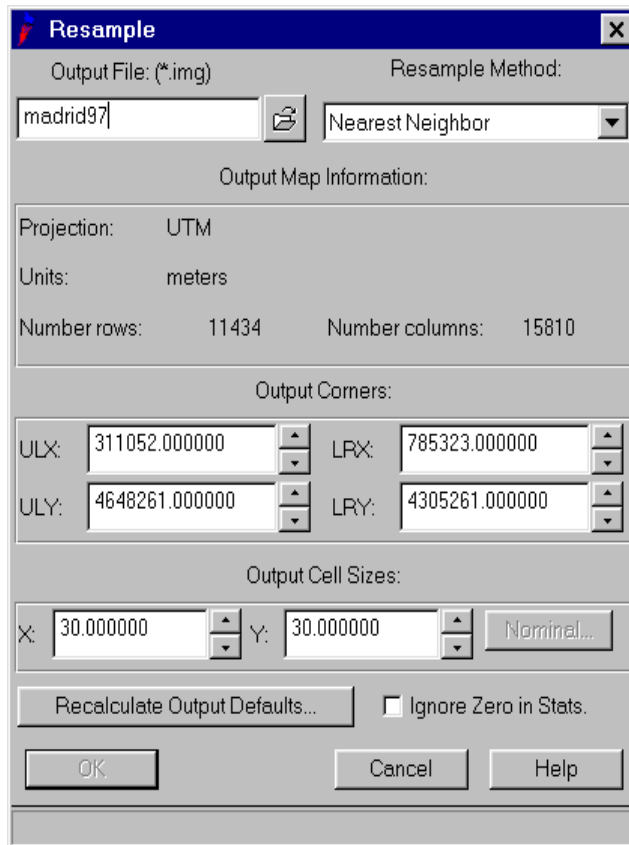 Resample
Output File: (*.img) Resample Method:
madrid97 Nearest Neighbor
Output Map Information:
Projection: UTM
Units: meters
Number rows: 11434 Number columns: 15810
Output Corners:
ULX: 311052.000000 LRX: 785323.000000
ULY: 4648261.000000 LRY: 4305261.000000
Output Cell Sizes:
X: 30.000000 Y: 30.000000 Nominal...
Recalculate Output Defaults... Ignore Zero in Stats.
OK Cancel Help